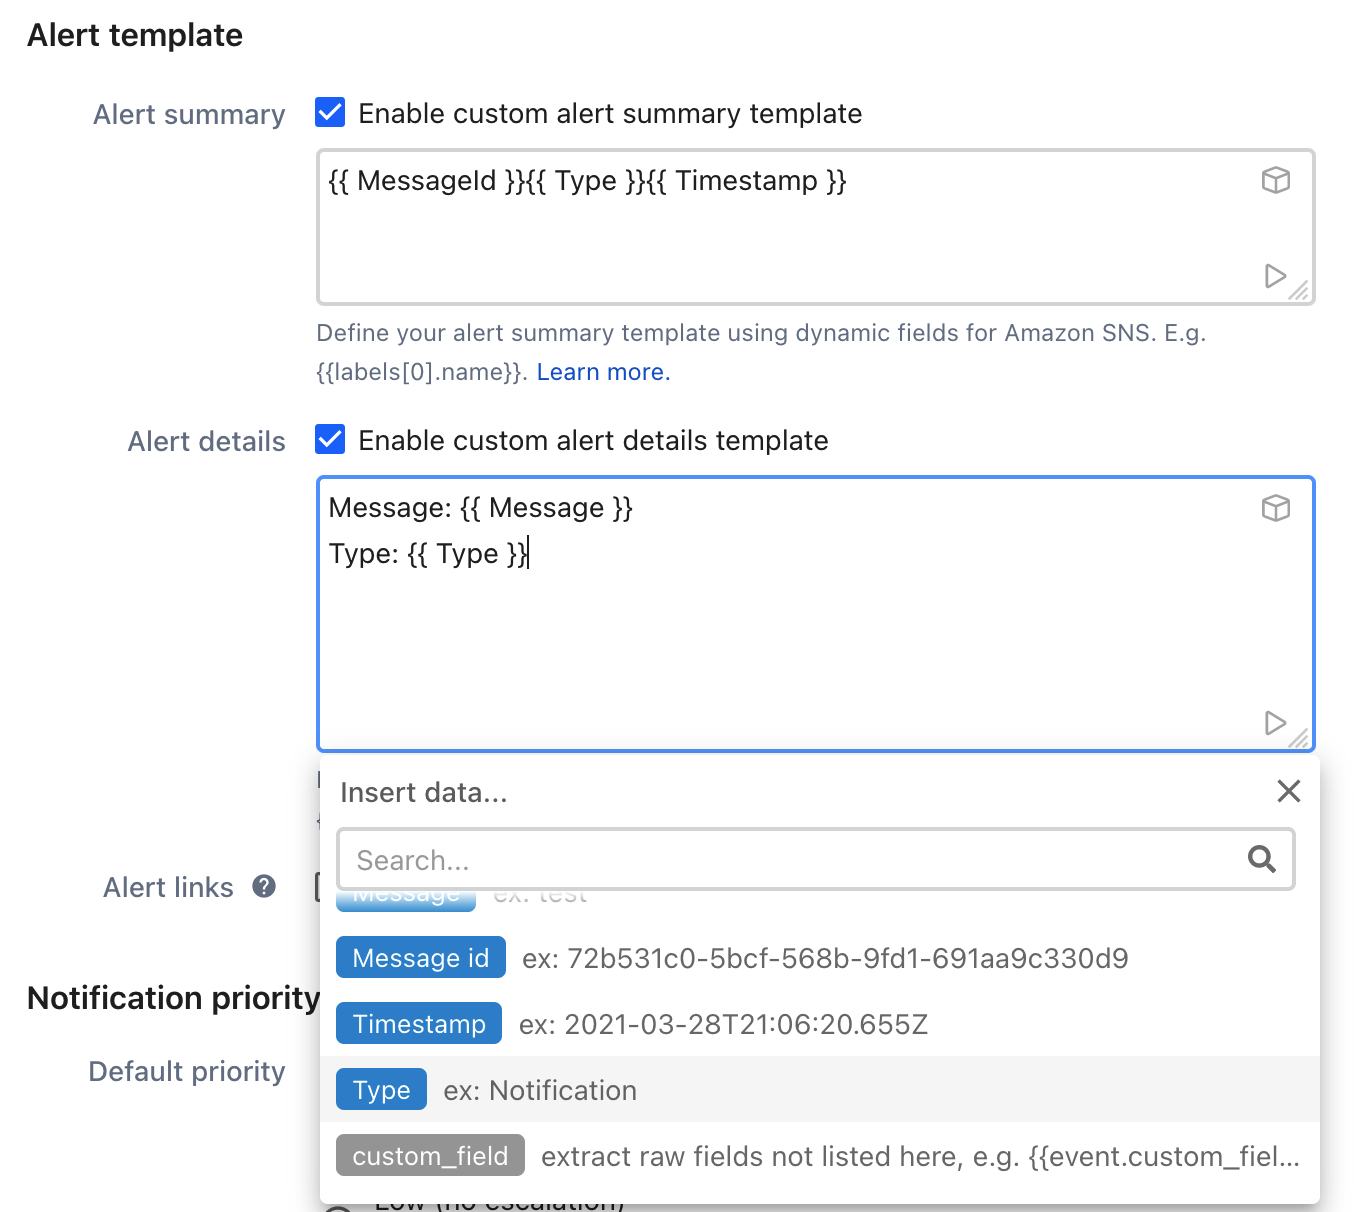 Alert template
Alert summary
Enable custom alert summary template
{{ MessageId }}{{ Type }}{{ Timestamp }}
Define your alert summary template using dynamic fields for Amazon SNS. E.g.
{{labels[0].name}}. Learn more.
Alert details
Enable custom alert details template
Message: {{ Message }}
Type: {{ Type }}
Insert data...
Search...
Message ex: test
Alert links ?
Message id ex: 72b531c0-5bcf-568b-9fd1-691aa9c330d9
Notification priority
Timestamp ex: 2021-03-28T21:06:20.655Z
Default priority
Type ex: Notification
custom_field extract raw fields not listed here, e.g. {{event.custom_fiel...
Low (no escalation)